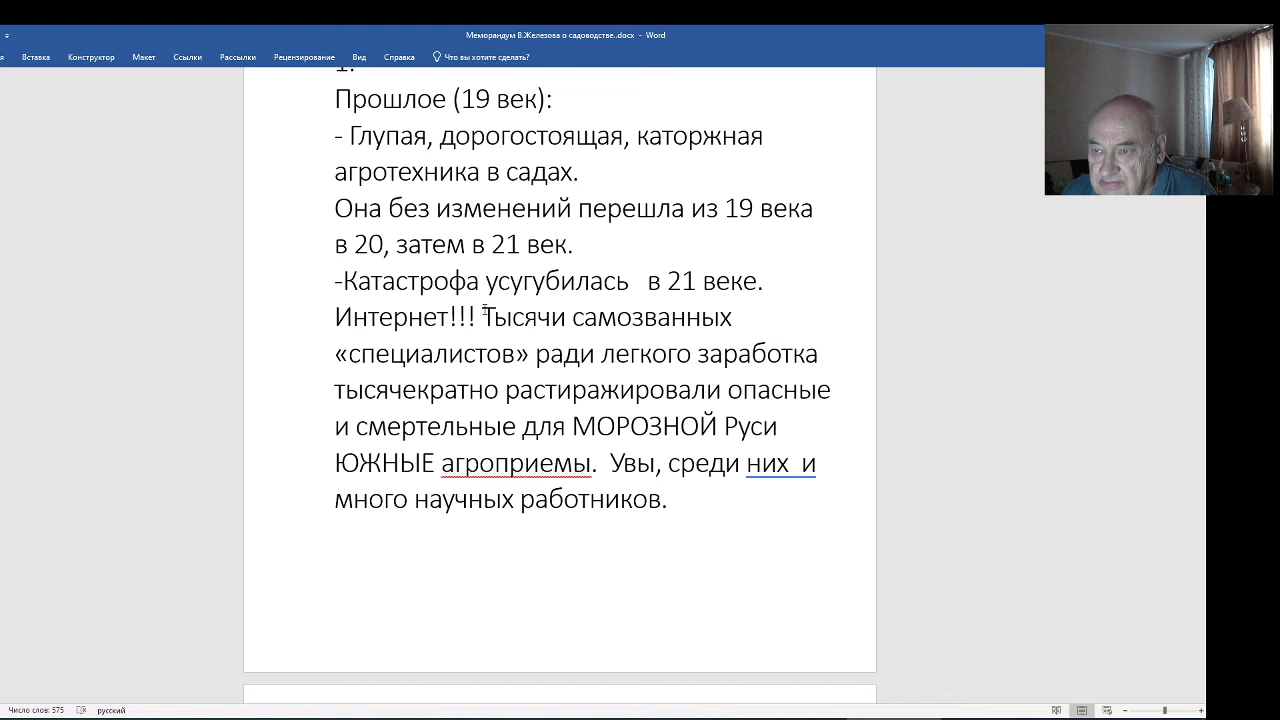 Меморандум В.Железова о садоводстве..docx - Word
я Вставка Конструктор Макет Ссылки Рассылки Рецензирование Вид Справка Что вы хотите сделать?
1.
Прошлое (19 век):
- Глупая, дорогостоящая, каторжная
агротехника в садах.
Она без изменений перешла из 19 века
в 20, затем в 21 век.
-Катастрофа усугубилась в 21 веке.
Интернет!!! Тысячи самозванных
«специалистов» ради легкого заработка
тысячекратно растиражировали опасные
и смертельные для МОРОЗНОЙ Руси
ЮЖНЫЕ агроприемы. Увы, среди них и
много научных работников.
Число слов: 575 русский